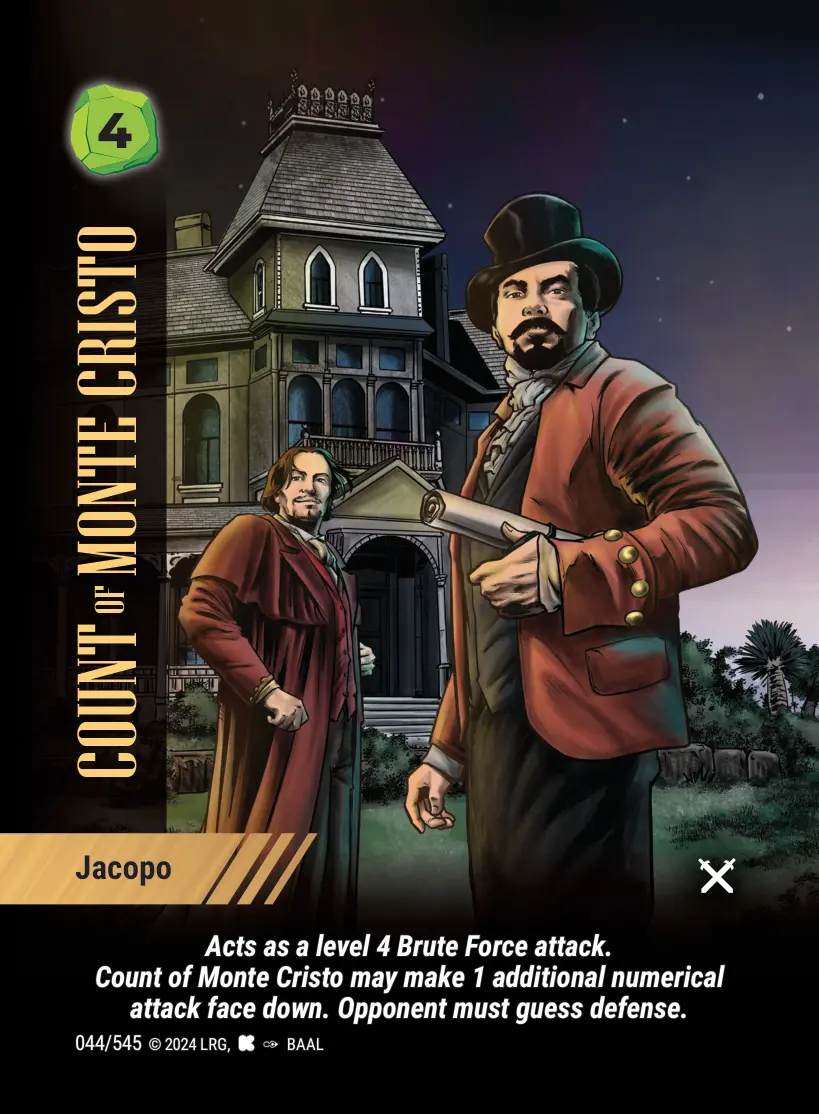 4
COUNT OF MONTE CRISTO
Jacopo
Acts as a level 4 Brute Force attack.
Count of Monte Cristo may make 1 additional numerical
attack face down. Opponent must guess defense.
044/545 © 2024 LRG, BAAL